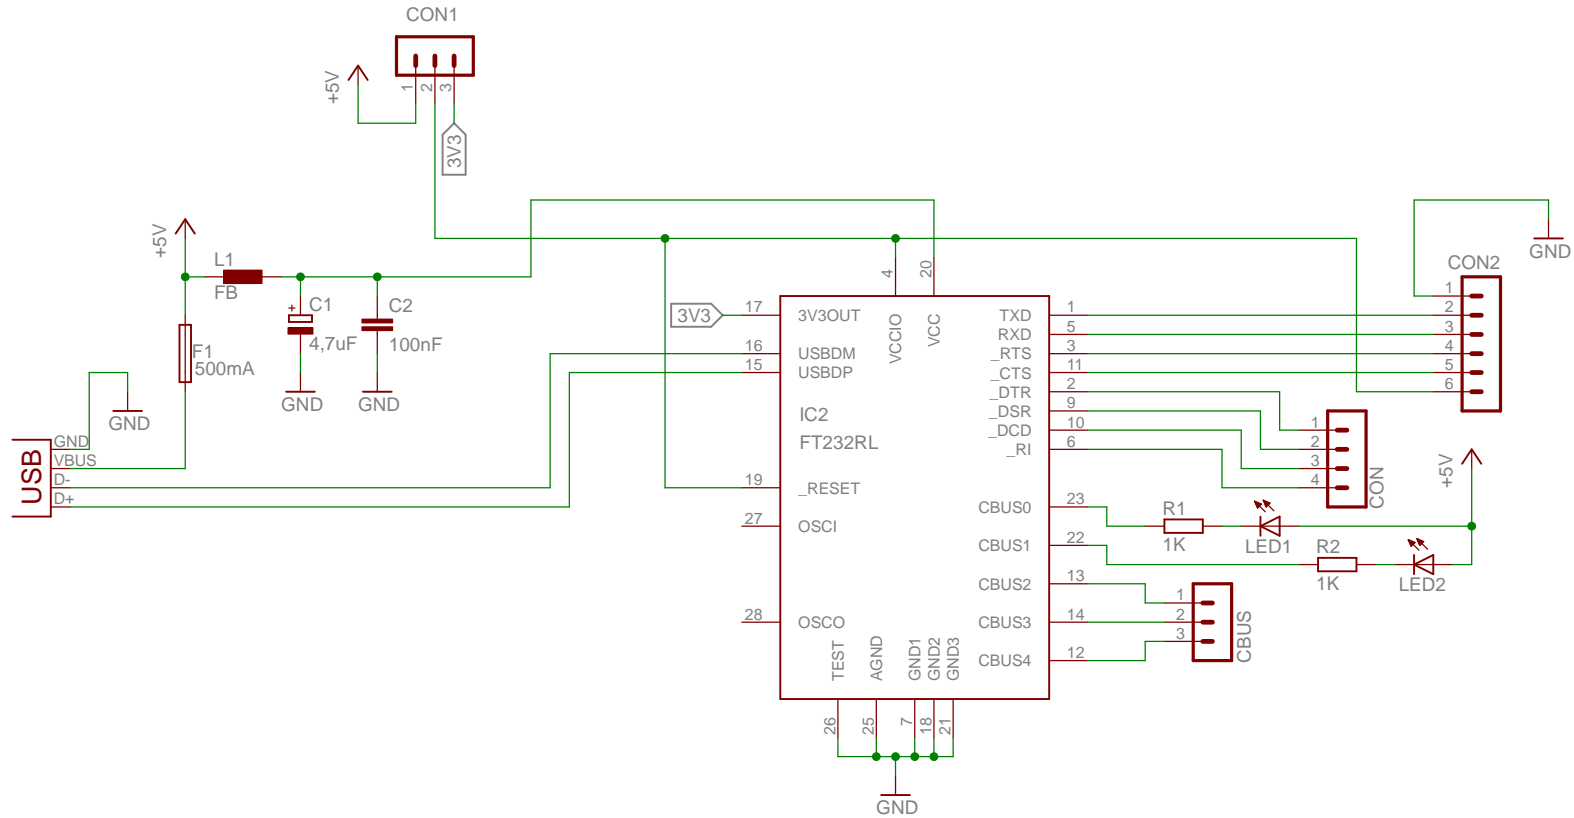 CON1
+5V
1
2
3
3V3
+5V
L1
FB
C1
4,7uF
C2
100nF
F1
500mA
GND
GND
GND
USB
GND
VBUS
D-
D+
3V3
17
16
15
19
27
28
3V3OUT
USBDM
USBDP
IC2
FT232RL
_RESET
OSCI
OSCO
4
20
VCCIO
VCC
TXD
RXD
_RTS
_CTS
_DTR
_DSR
_DCD
_RI
CBUS0
CBUS1
CBUS2
CBUS3
CBUS4
1
5
3
11
2
9
10
6
23
22
13
14
12
TEST
AGND
GND1
GND2
GND3
26
25
7
18
21
GND
GND
CON2
1
2
3
4
5
6
1
2
3
4
CON
+5V
R1
1K
LED1
R2
1K
LED2
1
2
3
CBUS